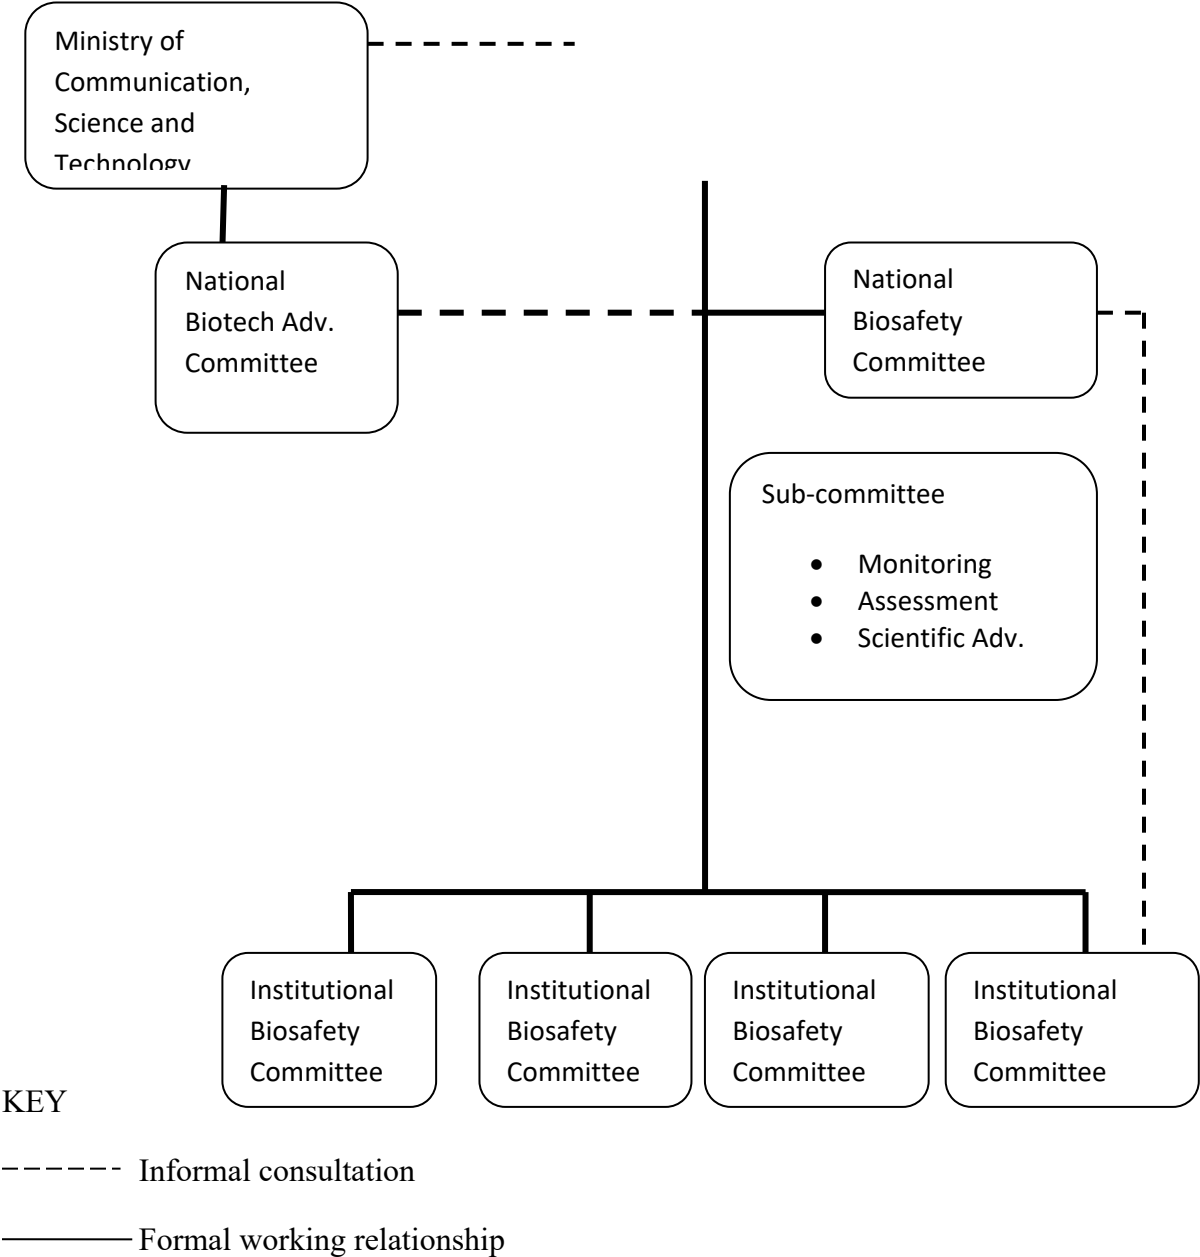 Ministry of
Communication,
Science and
Technology
National
Biotech Adv.
Committee
National
Biosafety
Committee
Sub-committee
• Monitoring
• Assessment
• Scientific Adv.
Institutional
Biosafety
Committee
Institutional
Biosafety
Committee
Institutional
Biosafety
Committee
Institutional
Biosafety
Committee
KEY
Informal consultation
Formal working relationship